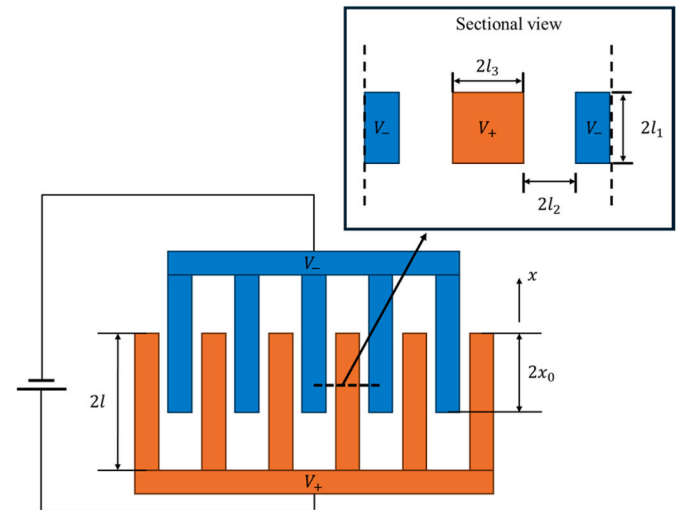 Sectional view
2l₃
V₋
V₊
V₋
2l₁
2l₂
V₋
x
2l
2x₀
V₊